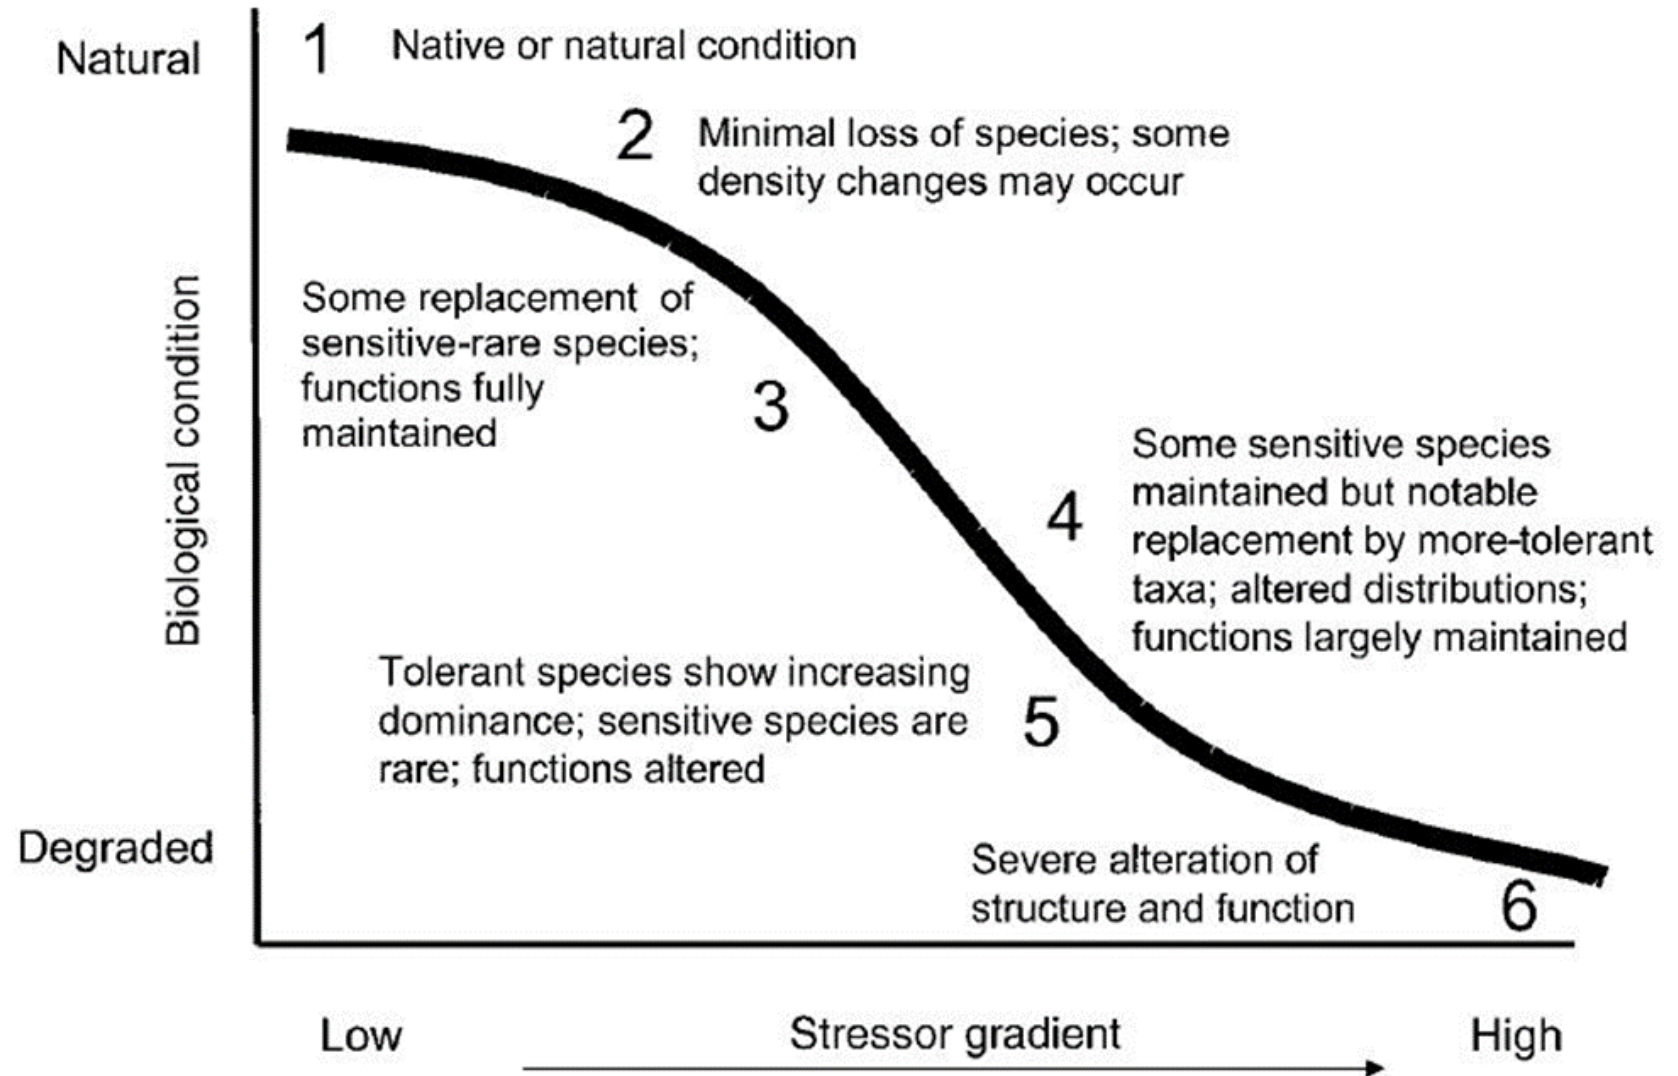 Natural
1 Native or natural condition
2 Minimal loss of species; some
density changes may occur
Biological condition
Some replacement of
sensitive-rare species;
functions fully
maintained
3
4
Some sensitive species
maintained but notable
replacement by more-tolerant
taxa; altered distributions;
functions largely maintained
Tolerant species show increasing
dominance; sensitive species are
rare; functions altered
5
Degraded
Severe alteration of
structure and function
6
Low
Stressor gradient
High